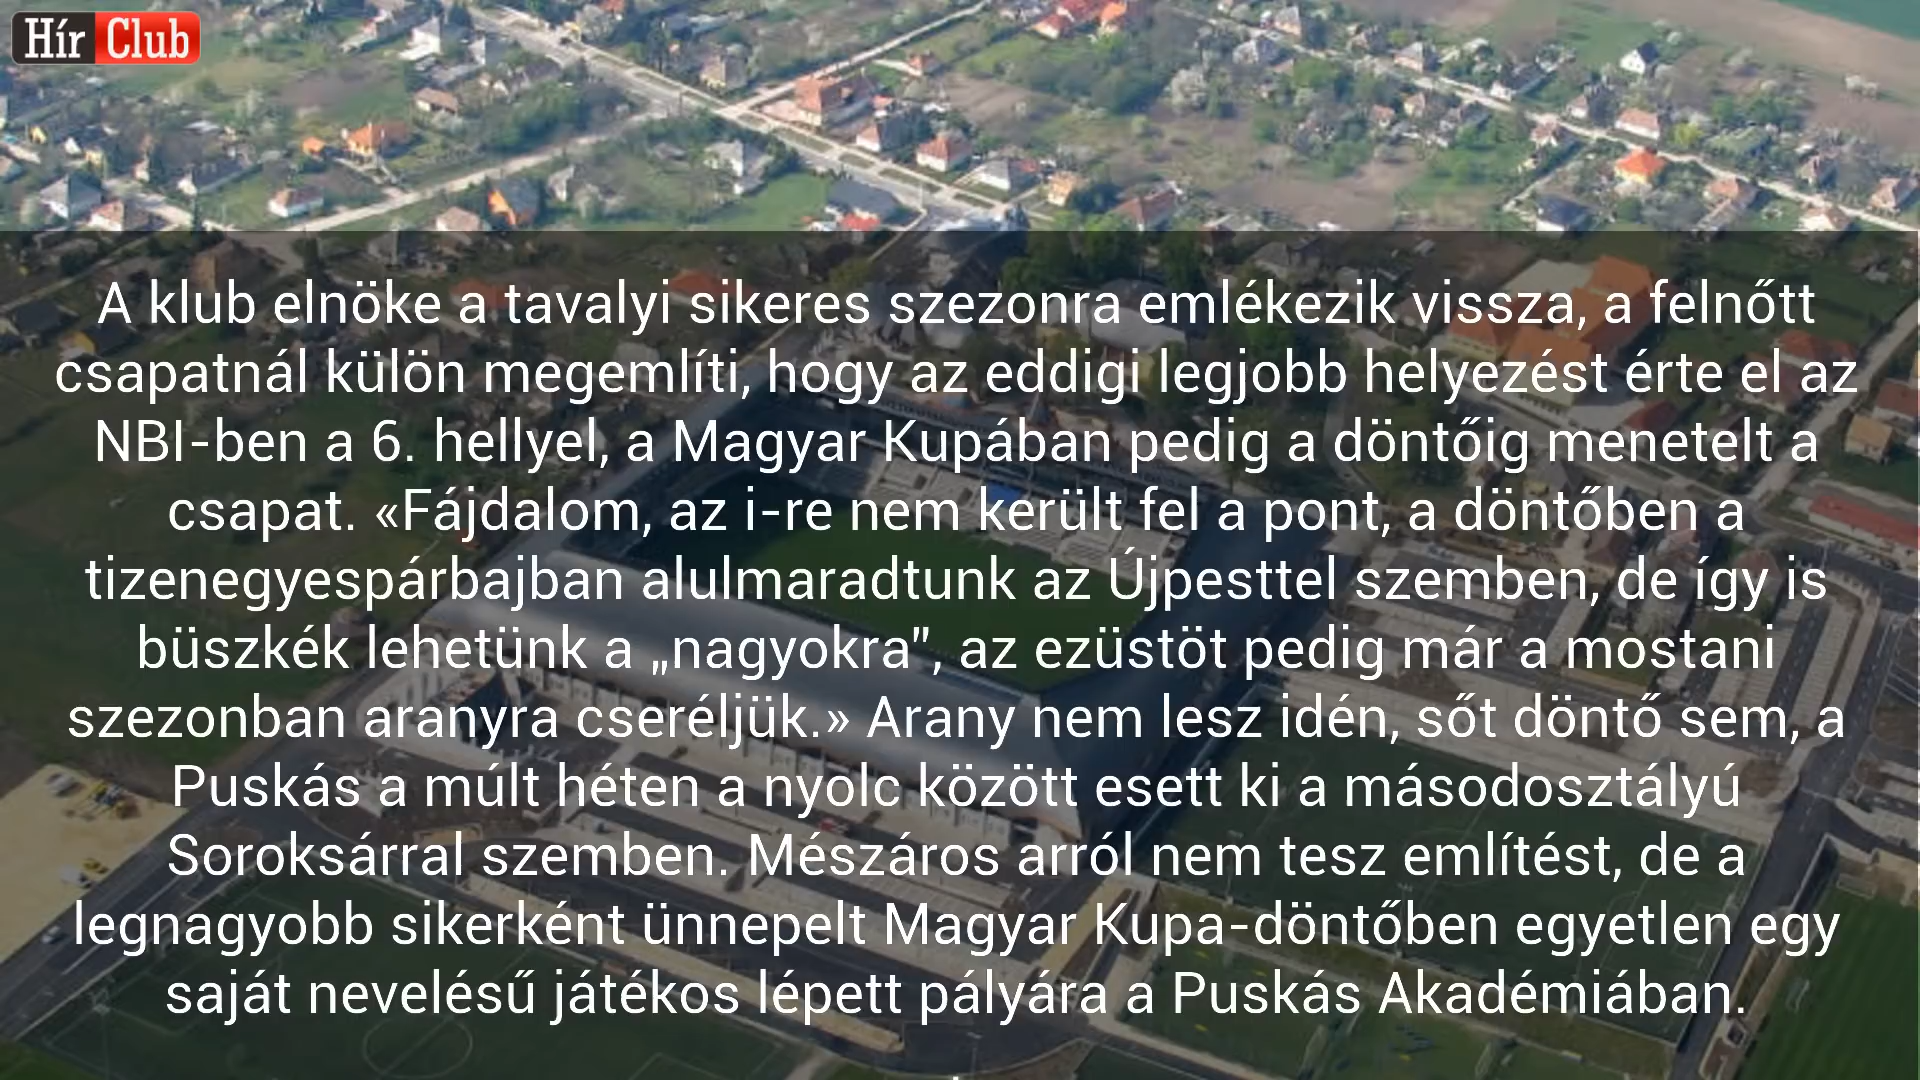 Hír Club
A klub elnöke a tavalyi sikeres szezonra emlékezik vissza, a felnőtt
csapatnál külön megemlíti, hogy az eddigi legjobb helyezést érte el az
NBI-ben a 6. hellyel, a Magyar Kupában pedig a döntőig menetelt a
csapat. «Fájdalom, az i-re nem került fel a pont, a döntőben a
tizenegyespárbajban alulmaradtunk az Újpesttel szemben, de így is
büszkék lehetünk a „nagyokra", az ezüstöt pedig már a mostani
szezonban aranyra cseréljük.» Arany nem lesz idén, sőt döntő sem, a
Puskás a múlt héten a nyolc között esett ki a másodosztályú
Soroksárral szemben. Mészáros arról nem tesz említést, de a
legnagyobb sikerként ünnepelt Magyar Kupa-döntőben egyetlen egy
saját nevelésű játékos lépett pályára a Puskás Akadémiában.